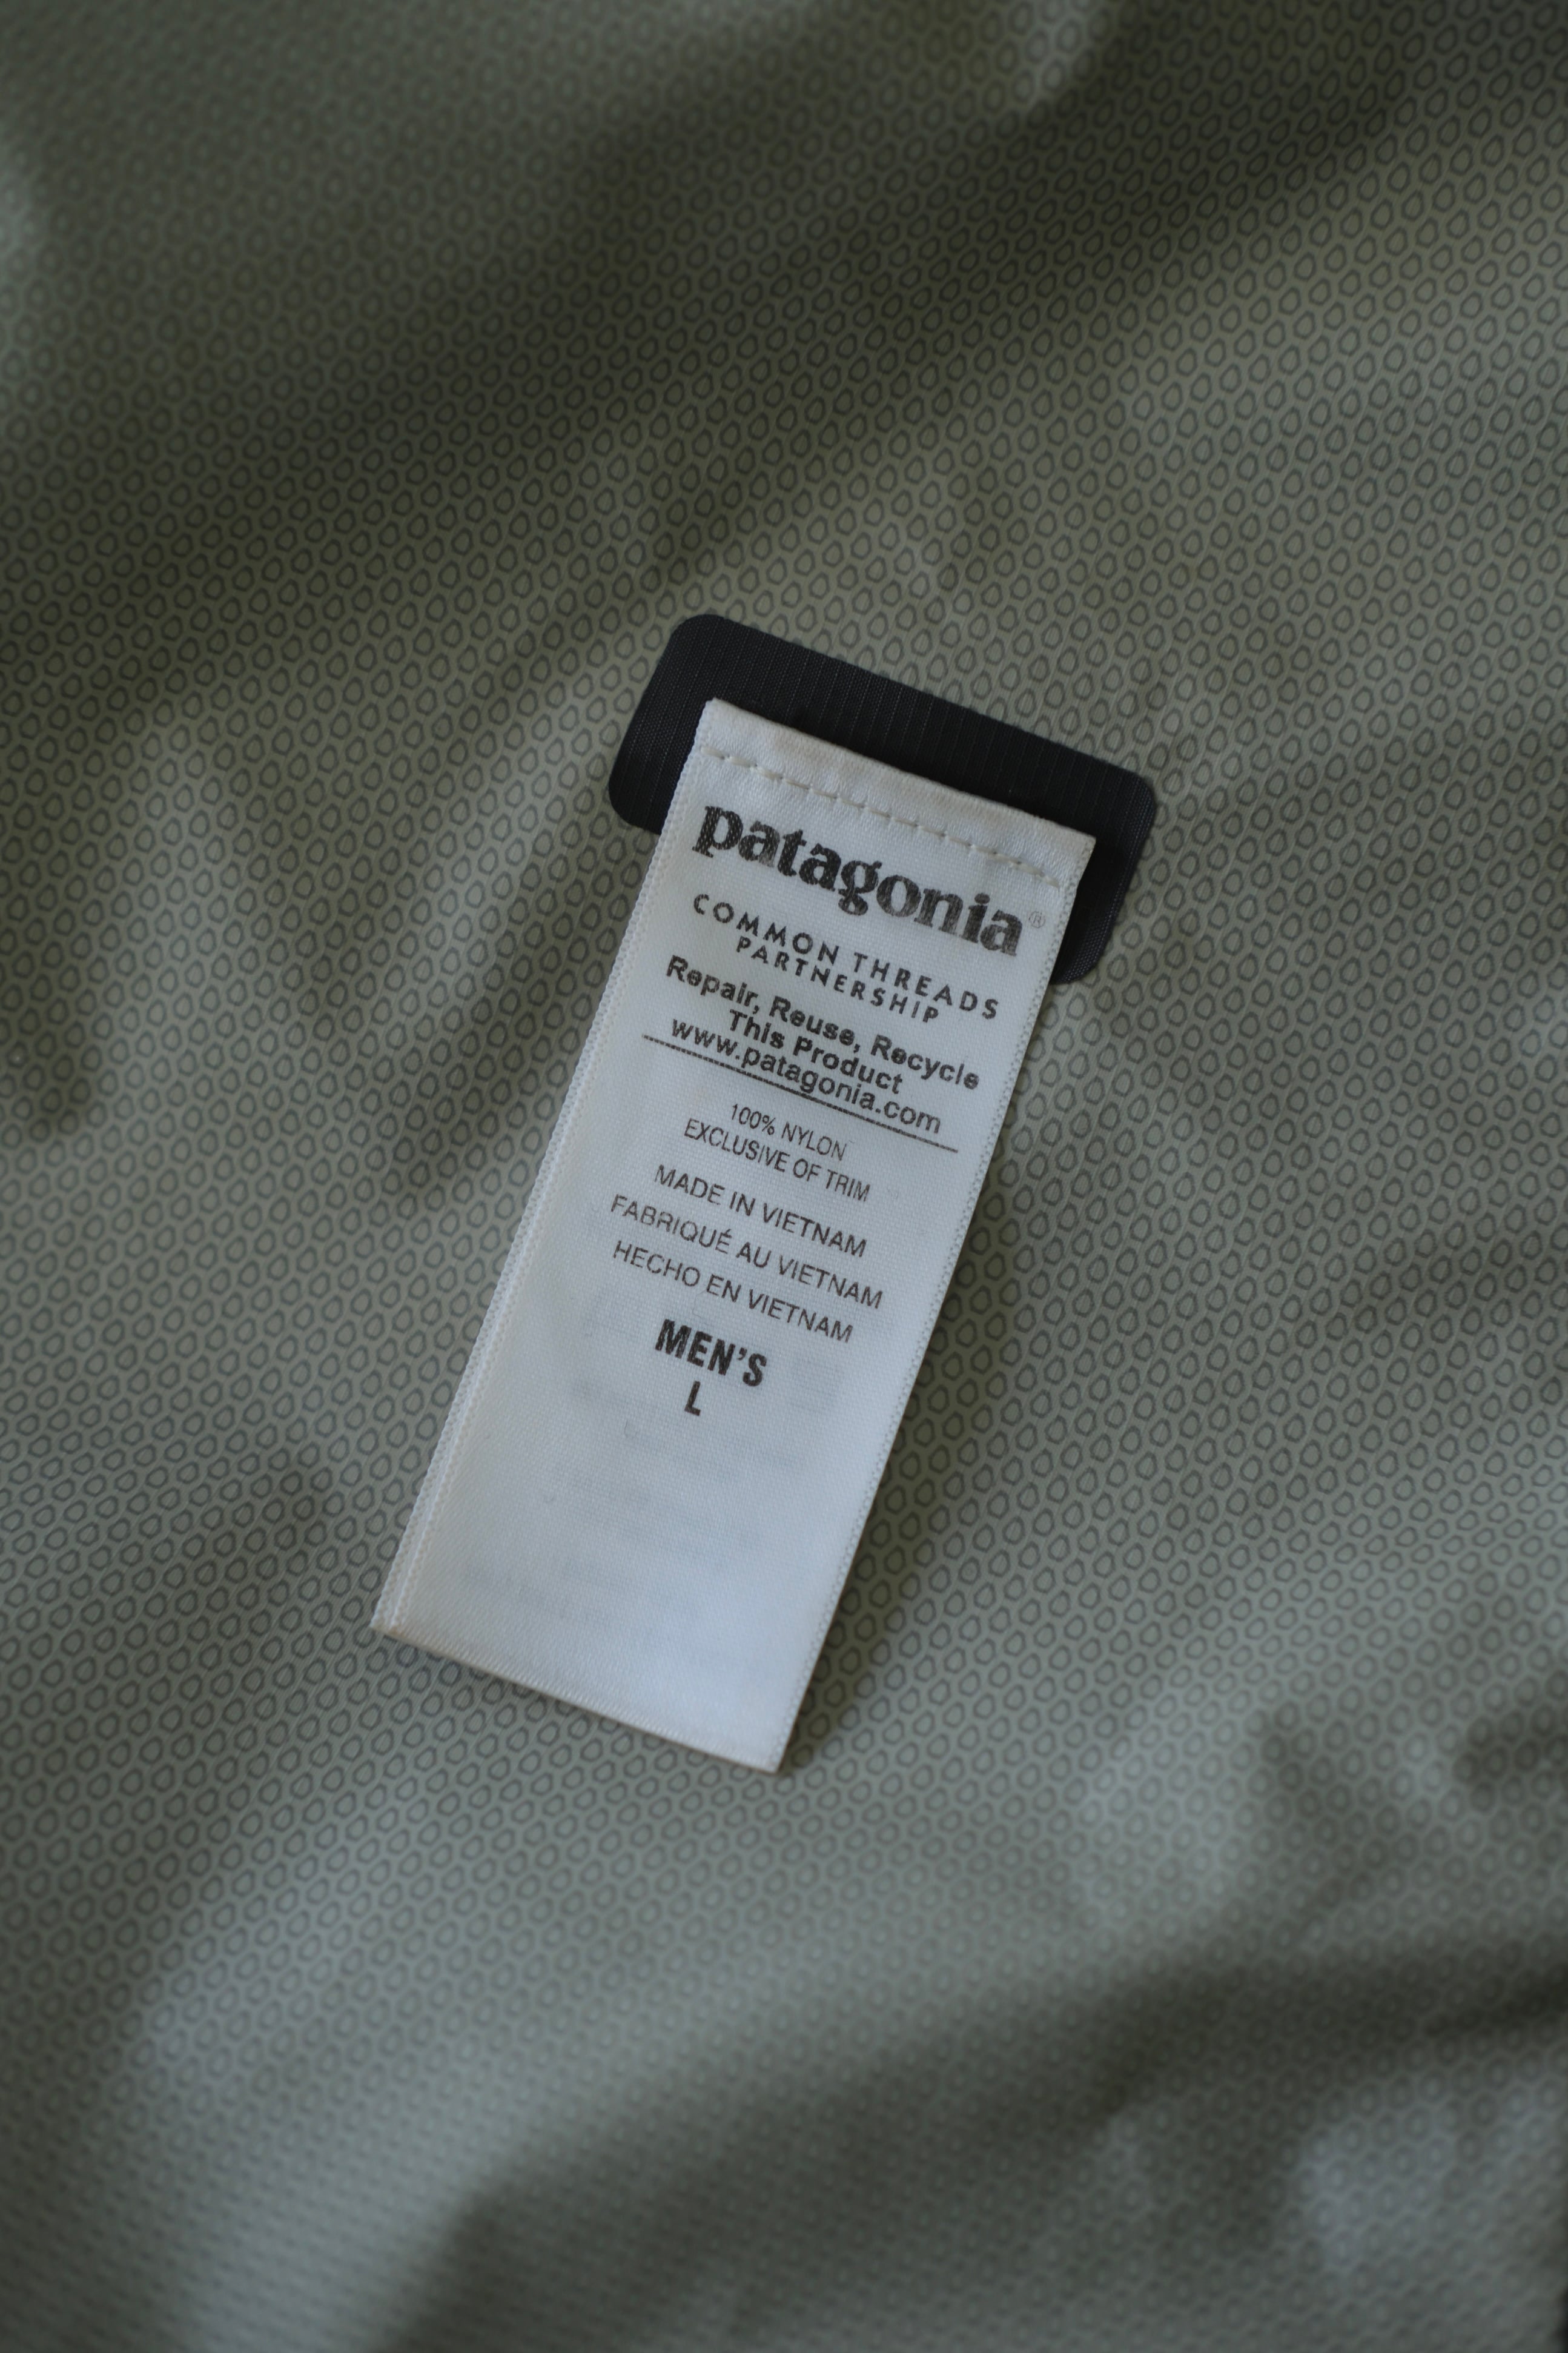 patagonia®
COMMON THREADS
PARTNERSHIP
Repair, Reuse, Recycle
This Product
www.patagonia.com
100% NYLON
EXCLUSIVE OF TRIM
MADE IN VIETNAM
FABRIQUÉ AU VIETNAM
HECHO EN VIETNAM
MEN'S
L